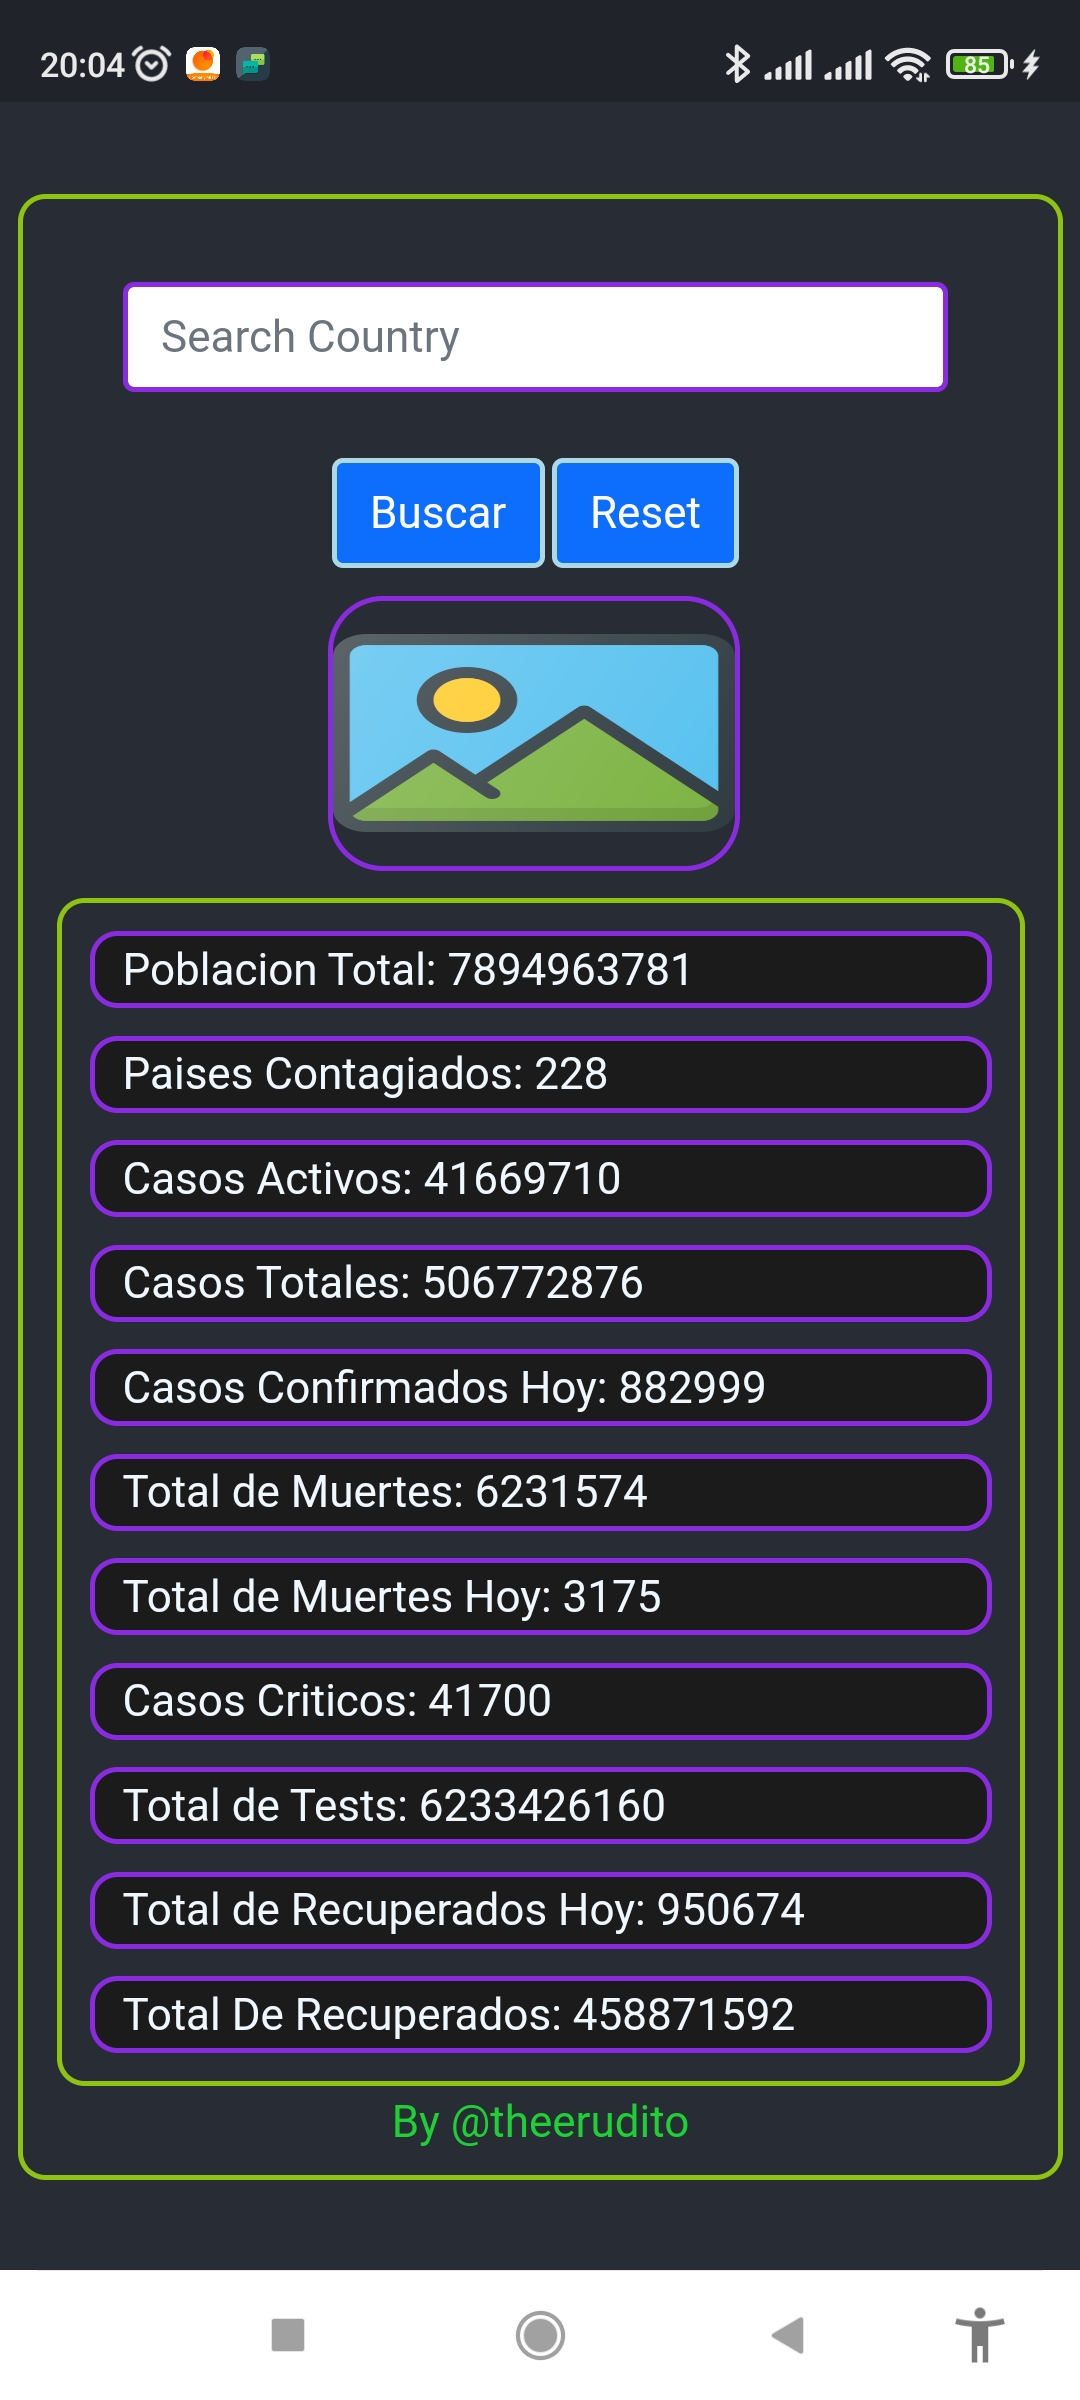 20:04
85
Search Country
Buscar Reset
Poblacion Total: 7894963781
Paises Contagiados: 228
Casos Activos: 41669710
Casos Totales: 506772876
Casos Confirmados Hoy: 882999
Total de Muertes: 6231574
Total de Muertes Hoy: 3175
Casos Criticos: 41700
Total de Tests: 6233426160
Total de Recuperados Hoy: 950674
Total De Recuperados: 458871592
By @theerudito